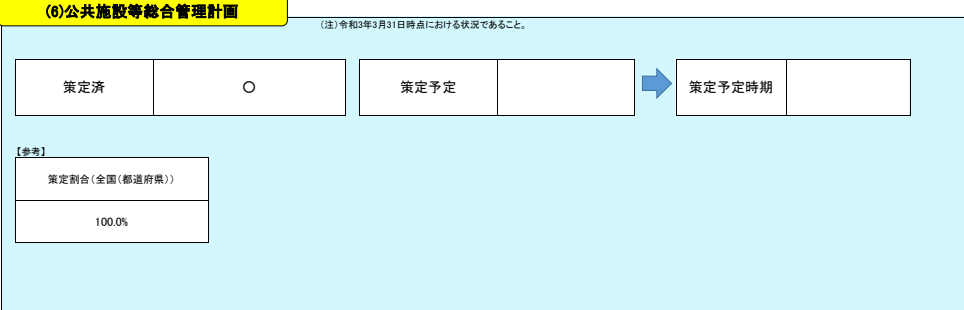 (6)公共施設等総合管理計画
(注)令和3年3月31日時点における状況であること。
策定済 ○ 策定予定 策定予定時期
【参考】
策定割合(全国(都道府県))
100.0%